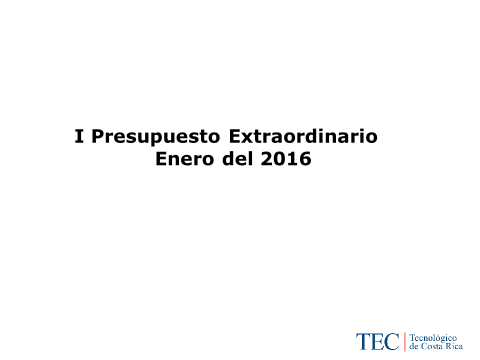 I Presupuesto Extraordinario
Enero del 2016
TEC | Tecnológico
de Costa Rica